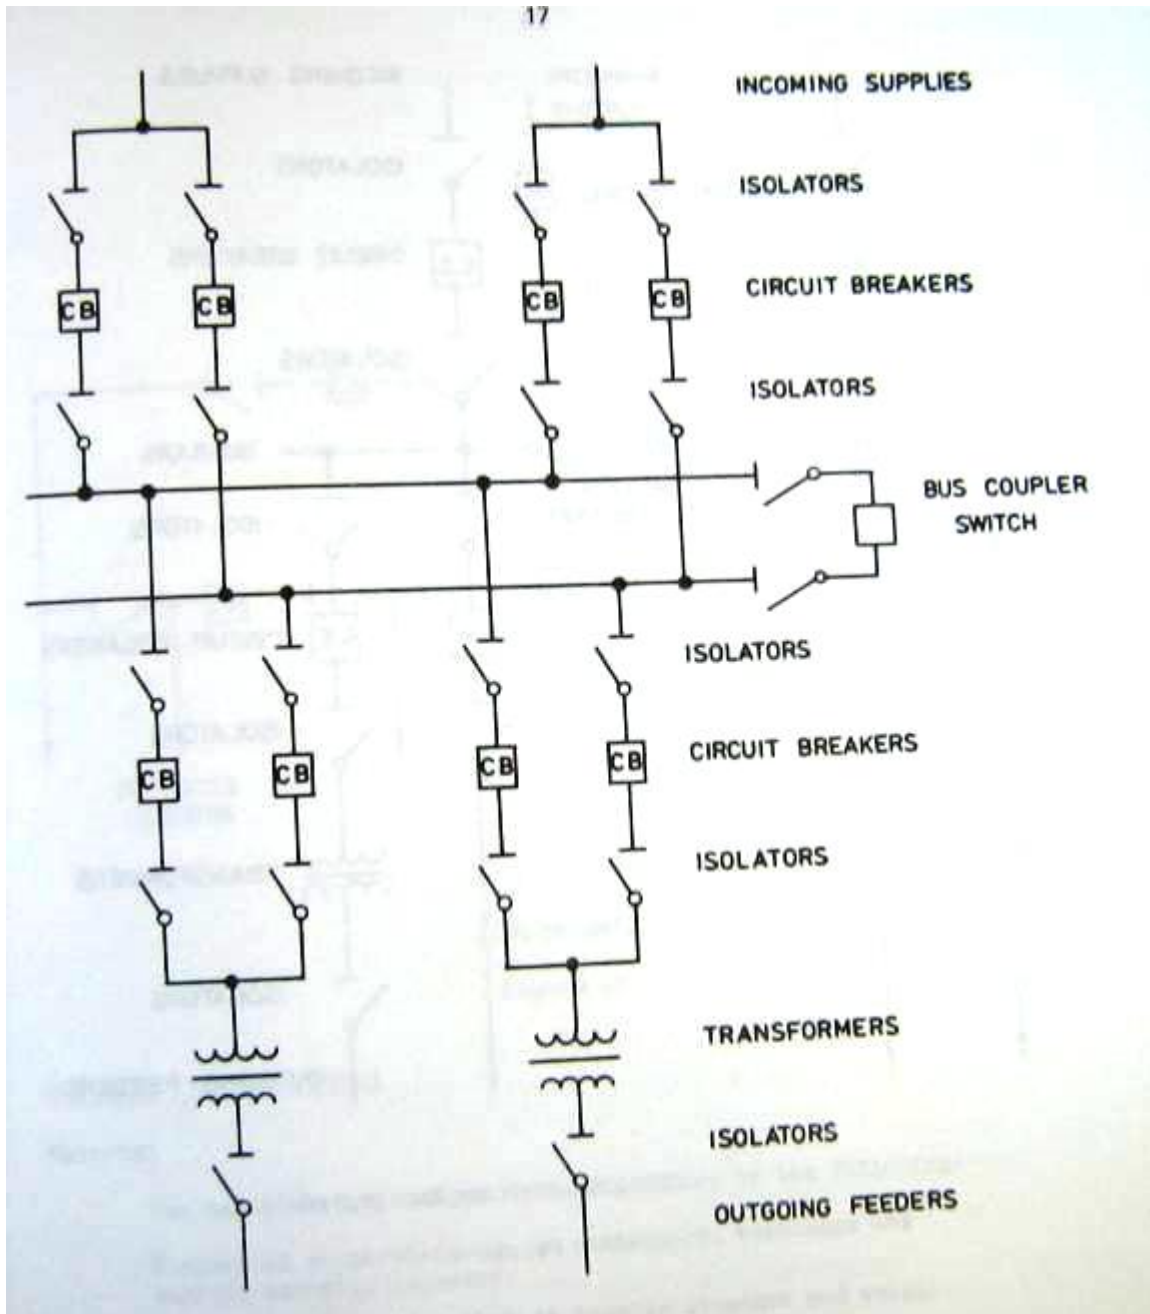 17
INCOMING SUPPLIES
ISOLATORS
CB CB CB CB
CIRCUIT BREAKERS
ISOLATORS
BUS COUPLER
SWITCH
ISOLATORS
CB CB CB CB
CIRCUIT BREAKERS
ISOLATORS
TRANSFORMERS
ISOLATORS
OUTGOING FEEDERS